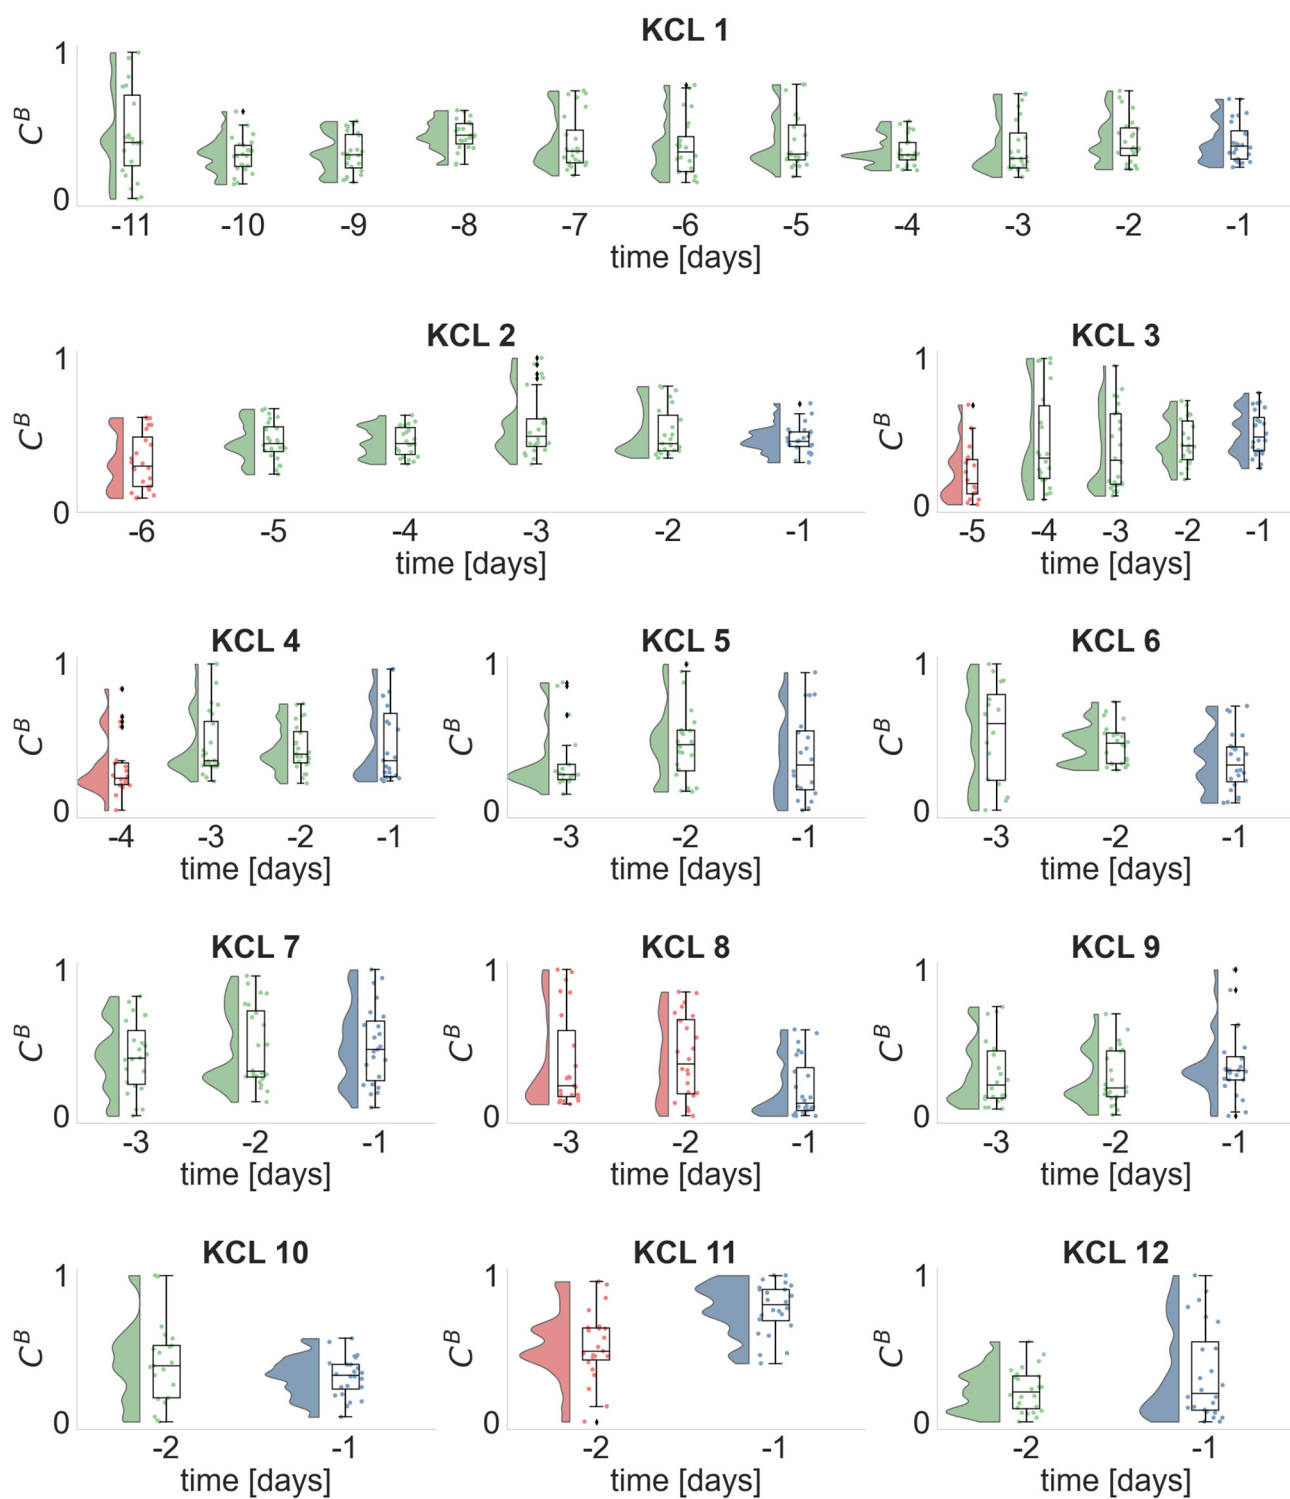 KCL 1
1
C^B
0
-11 -10 -9 -8 -7 -6 -5 -4 -3 -2 -1
time [days]
KCL 2
1
C^B
0
-6 -5 -4 -3 -2 -1
time [days]
KCL 3
1
C^B
0
-5 -4 -3 -2 -1
time [days]
KCL 4
1
C^B
0
-4 -3 -2 -1
time [days]
KCL 5
1
C^B
0
-3 -2 -1
time [days]
KCL 6
1
C^B
0
-3 -2 -1
time [days]
KCL 7
1
C^B
0
-3 -2 -1
time [days]
KCL 8
1
C^B
0
-3 -2 -1
time [days]
KCL 9
1
C^B
0
-3 -2 -1
time [days]
KCL 10
1
C^B
0
-2 -1
time [days]
KCL 11
1
C^B
0
-2 -1
time [days]
KCL 12
1
C^B
0
-2 -1
time [days]